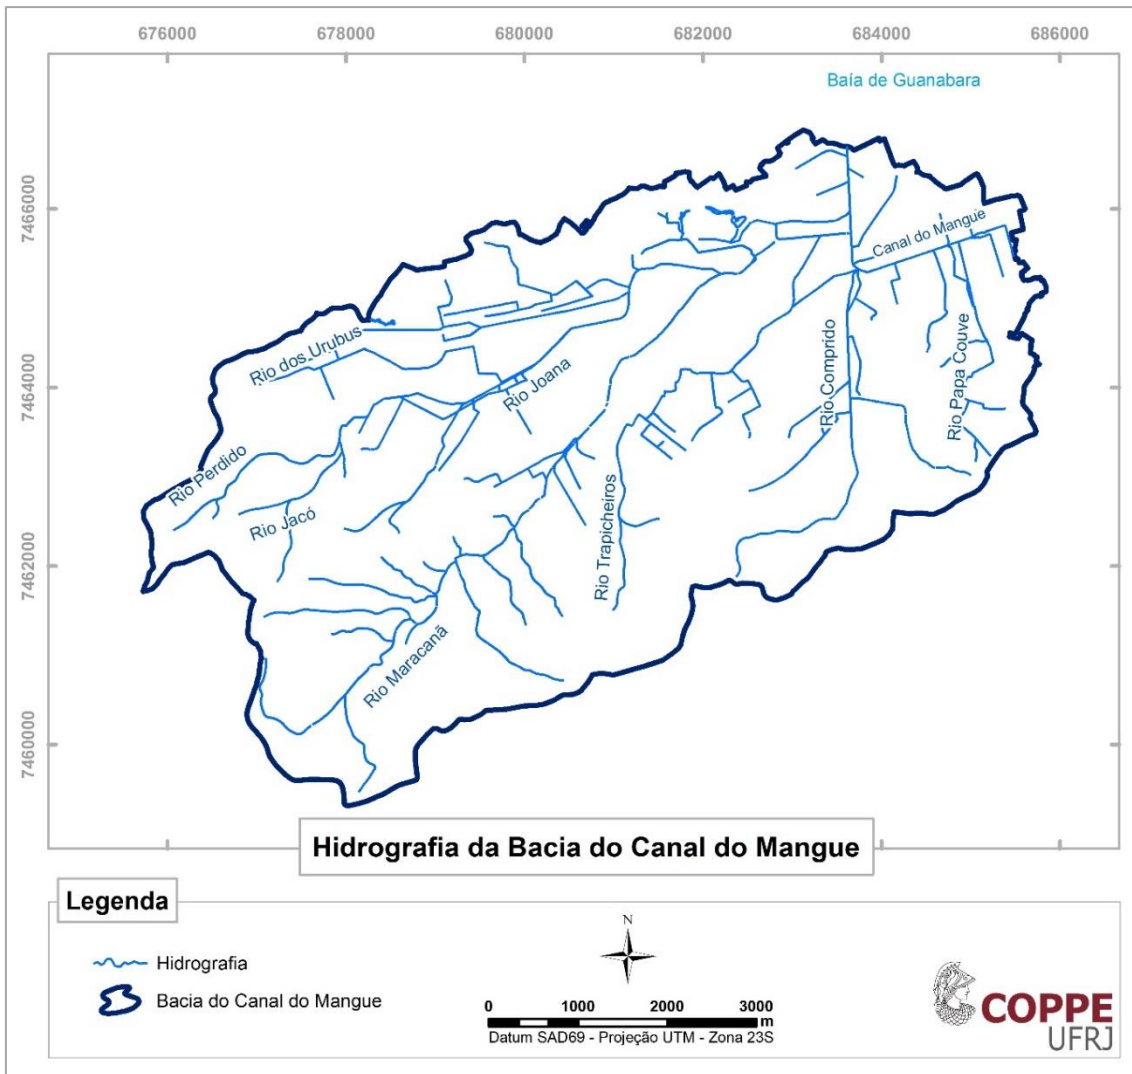 676000 678000 680000 682000 684000 686000
Baía de Guanabara
7466000
7464000
7462000
7460000
Canal do Mangue
Rio dos Urubus
Rio Joana
Rio Comprido
Rio Papa Couve
Rio Perdido
Rio Jacó
Rio Trapicheiros
Rio Maracanã
Hidrografia da Bacia do Canal do Mangue
Legenda
Hidrografia
Bacia do Canal do Mangue
N
0 1000 2000 3000
m
Datum SAD69 - Projeção UTM - Zona 23S
COPPE
UFRJ